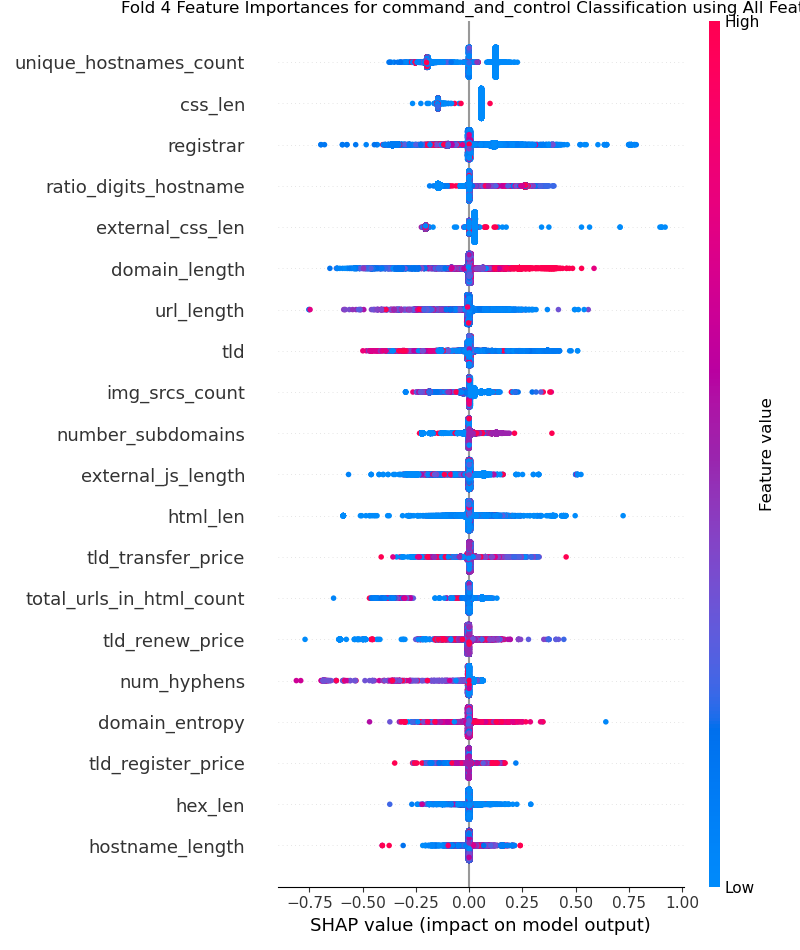 Fold 4 Feature Importances for command_and_control Classification using All Feat
High
unique_hostnames_count
css_len
registrar
ratio_digits_hostname
external_css_len
domain_length
url_length
tld
img_srcs_count
number_subdomains
external_js_length
html_len
tld_transfer_price
total_urls_in_html_count
tld_renew_price
num_hyphens
domain_entropy
tld_register_price
hex_len
hostname_length
Feature value
Low
−0.75 −0.50 −0.25 0.00 0.25 0.50 0.75 1.00
SHAP value (impact on model output)